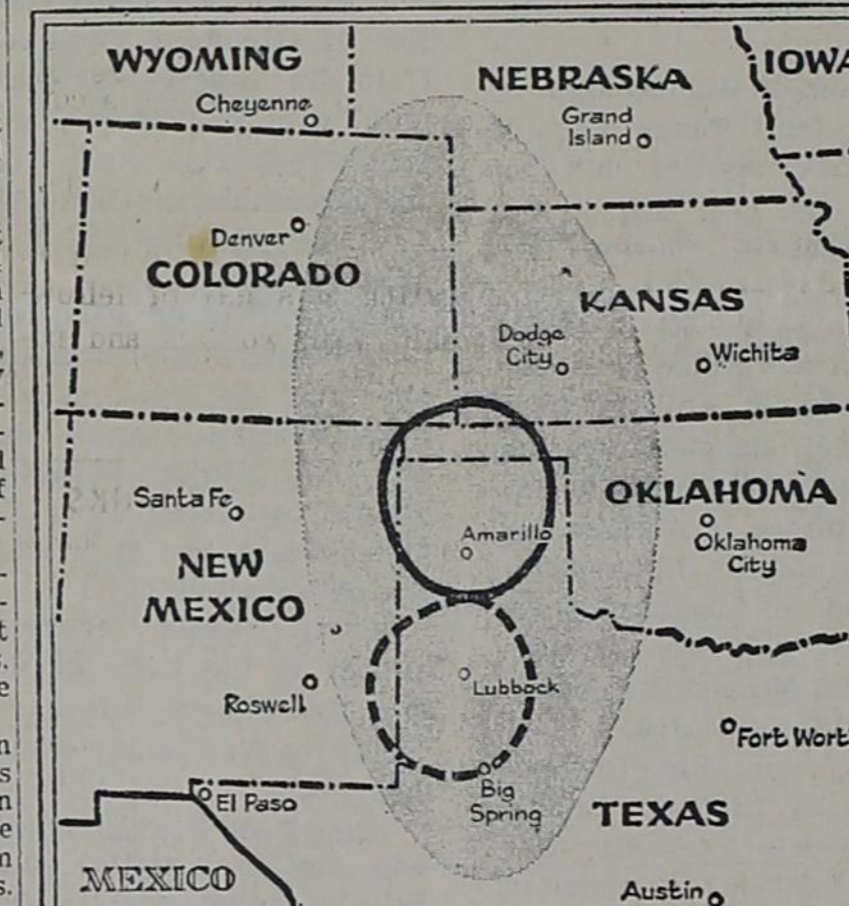 WYOMING
Cheyenne
NEBRASKA
IOWA
Grand
Island
Denver
COLORADO
KANSAS
Dodge
City
Wichita
Santa Fe
OKLAHOMA
Amarillo
Oklahoma
City
NEW
MEXICO
Roswell
Lubbock
Fort Wort
Big
Spring
El Paso
TEXAS
MEXICO
Austin